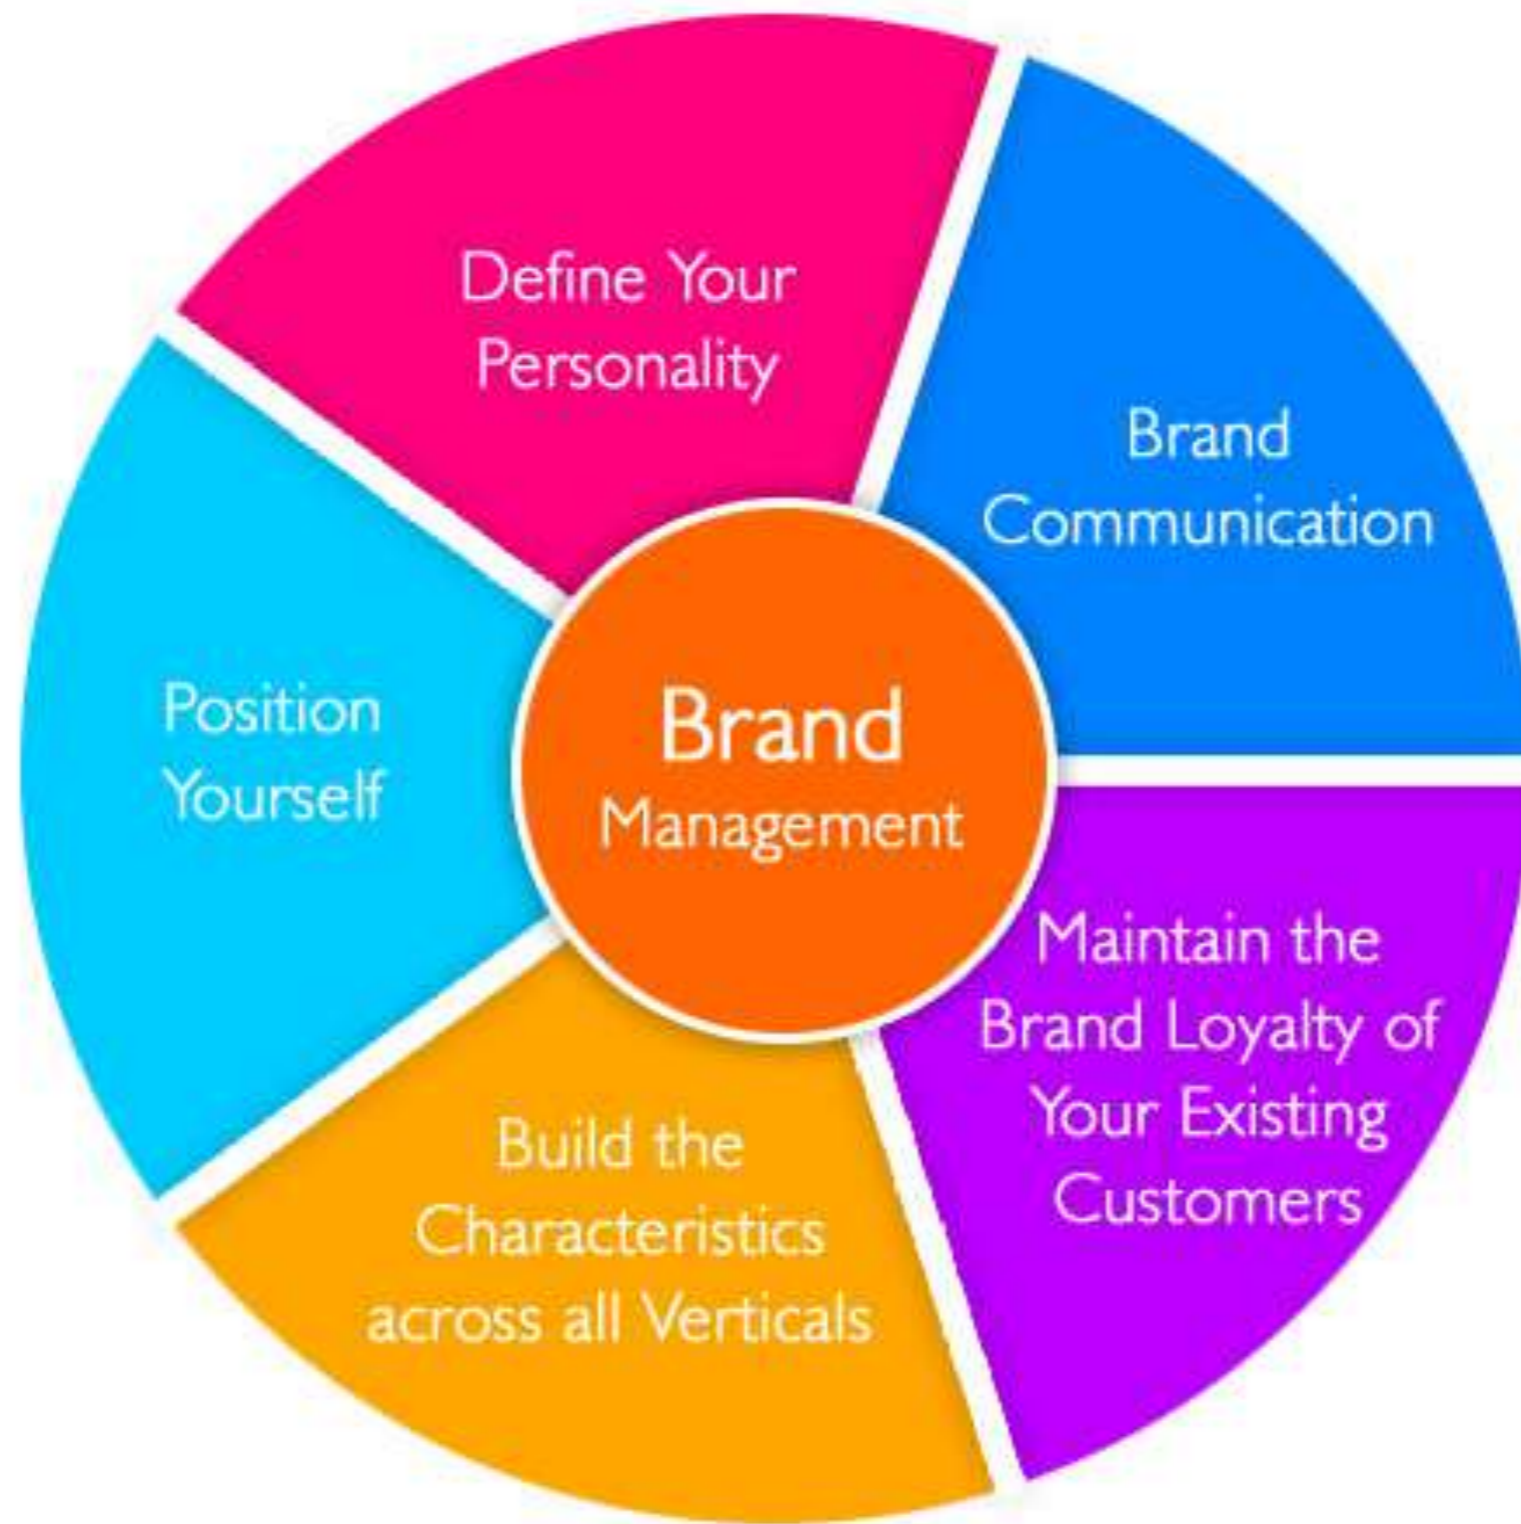 Define Your
Personality
Brand
Communication
Position
Yourself
Brand
Management
Maintain the
Brand Loyalty of
Your Existing
Customers
Build the
Characteristics
across all Verticals